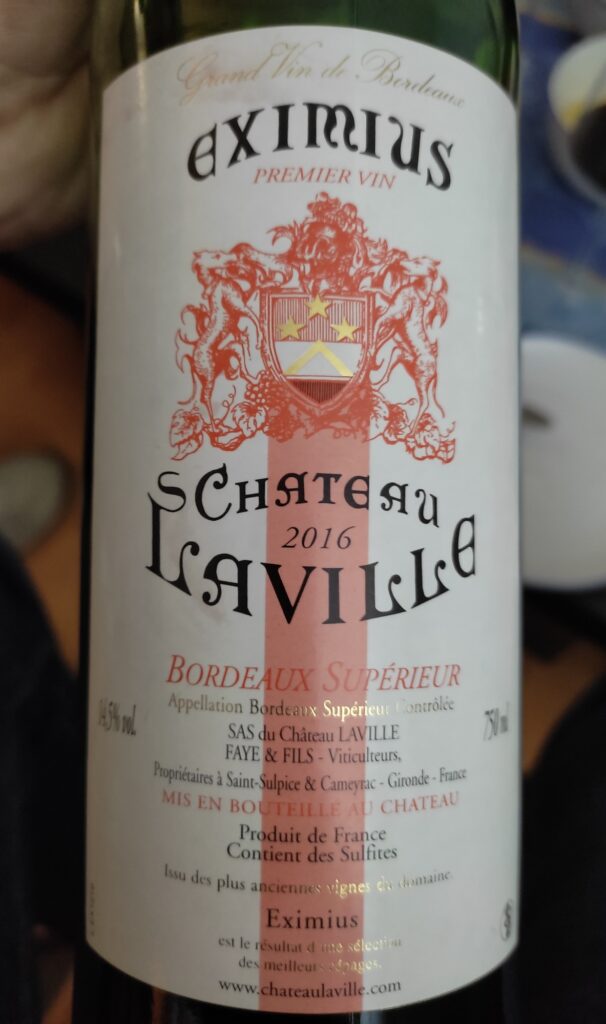 Grand Vin de Bordeaux
EXIMIUS
PREMIER VIN
SCHATEAU
2016
LAVILLE
BORDEAUX SUPÉRIEUR
Appellation Bordeaux Supérieur Contrôlée
14,5% vol.
SAS du Château LAVILLE
750 ml
FAYE & FILS - Viticulteurs,
Propriétaires à Saint-Sulpice & Cameyrac - Gironde - France
MIS EN BOUTEILLE AU CHATEAU
Produit de France
Contient des Sulfites
Issu des plus anciennes vignes du domaine.
Eximius
est le résultat d'une sélection
des meilleurs cépages.
www.chateaulaville.com